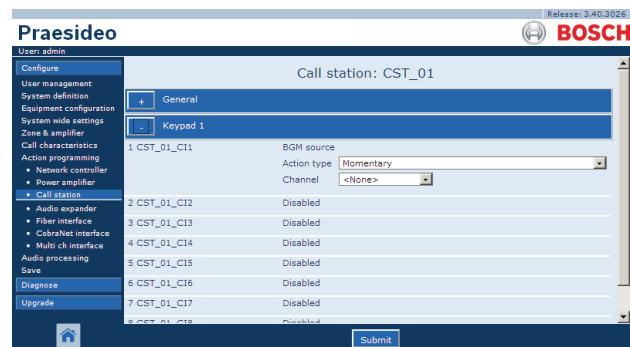 Release: 3.40.3026
Praesideo
BOSCH
User: admin
Configure
User management
System definition
Equipment configuration
System wide settings
Zone & amplifier
Call characteristics
Action programming
• Network controller
• Power amplifier
• Call station
• Audio expander
• Fiber interface
• CobraNet interface
• Multi ch interface
Audio processing
Save
Diagnose
Upgrade
Call station: CST_01
+ General
- Keypad 1
1 CST_01_CI1 BGM source
Action type Momentary
Channel <None>
2 CST_01_CI2 Disabled
3 CST_01_CI3 Disabled
4 CST_01_CI4 Disabled
5 CST_01_CI5 Disabled
6 CST_01_CI6 Disabled
7 CST_01_CI7 Disabled
8 CST_01_CI8 Disabled
Submit